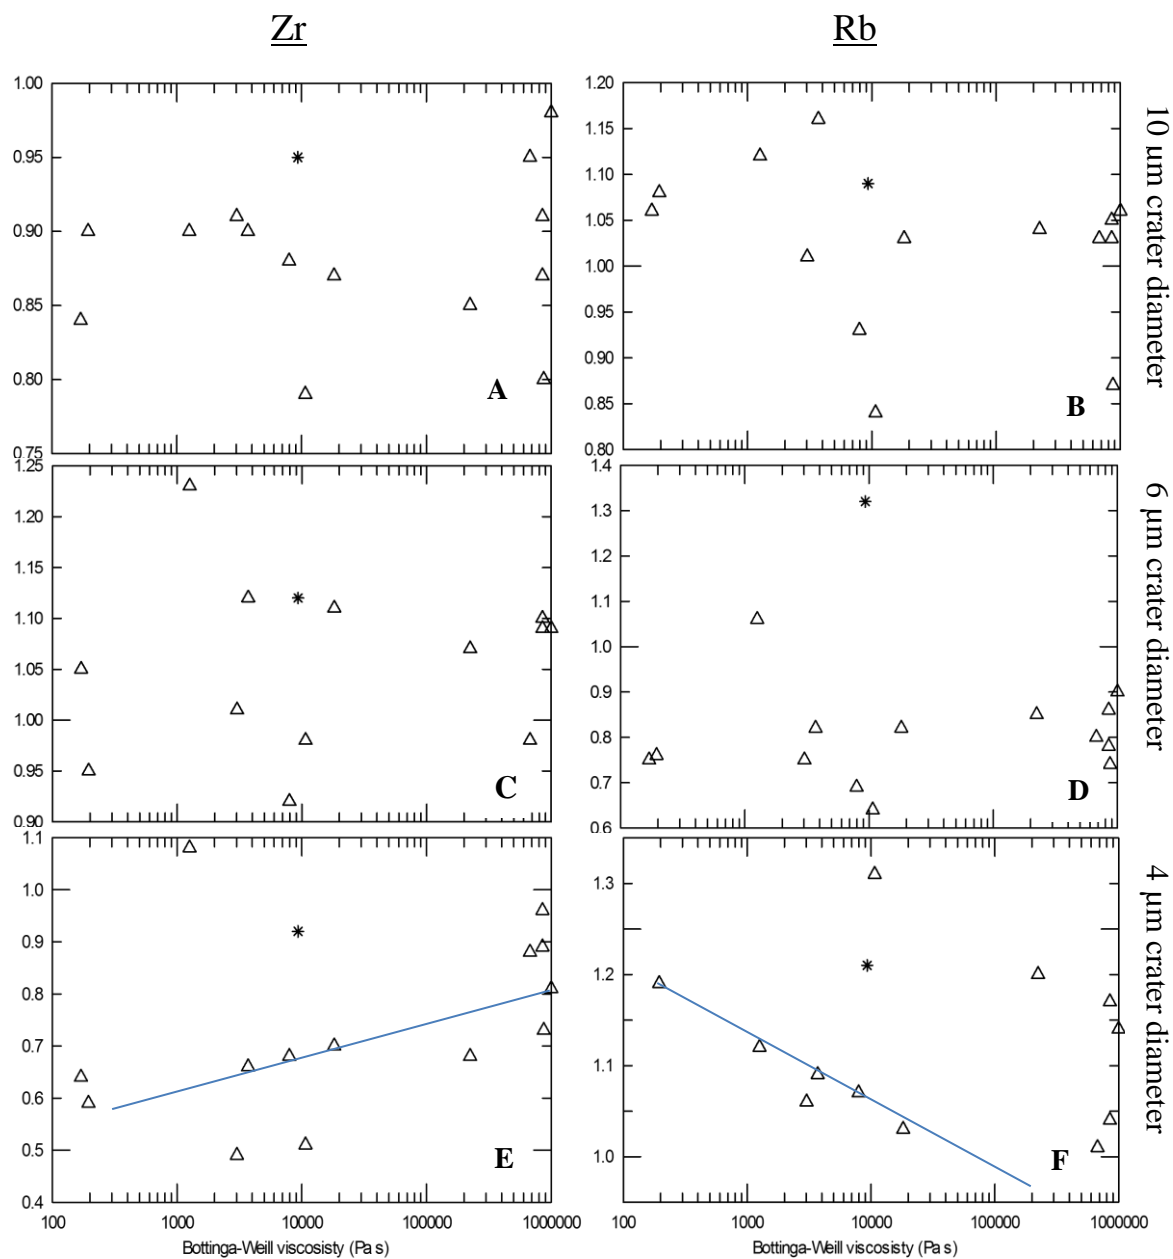 Zr
Rb
1.00
0.95
0.90
0.85
0.80
0.75
A
1.20
1.15
1.10
1.05
1.00
0.95
0.90
0.85
0.80
B
10 µm crater diameter
1.25
1.20
1.15
1.10
1.05
1.00
0.95
0.90
C
1.4
1.3
1.2
1.1
1.0
0.9
0.8
0.7
0.6
D
6 µm crater diameter
1.1
1.0
0.9
0.8
0.7
0.6
0.5
0.4
E
100 1000 10000 100000 1000000
Bottinga-Weill viscosisty (Pa s)
1.3
1.2
1.1
1.0
F
100 1000 10000 100000 1000000
Bottinga-Weill viscosisty (Pa s)
4 µm crater diameter